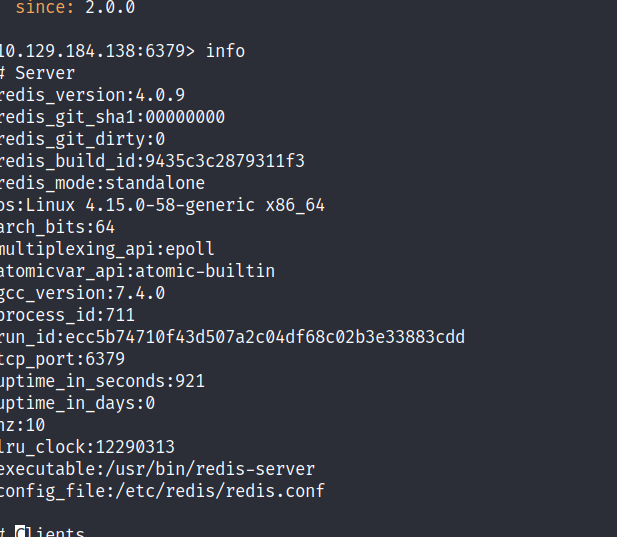 since: 2.0.0
10.129.184.138:6379> info
# Server
redis_version:4.0.9
redis_git_sha1:00000000
redis_git_dirty:0
redis_build_id:9435c3c2879311f3
redis_mode:standalone
os:Linux 4.15.0-58-generic x86_64
arch_bits:64
multiplexing_api:epoll
atomicvar_api:atomic-builtin
gcc_version:7.4.0
process_id:711
run_id:ecc5b74710f43d507a2c04df68c02b3e33883cdd
tcp_port:6379
uptime_in_seconds:921
uptime_in_days:0
hz:10
lru_clock:12290313
executable:/usr/bin/redis-server
config_file:/etc/redis/redis.conf
# Clients